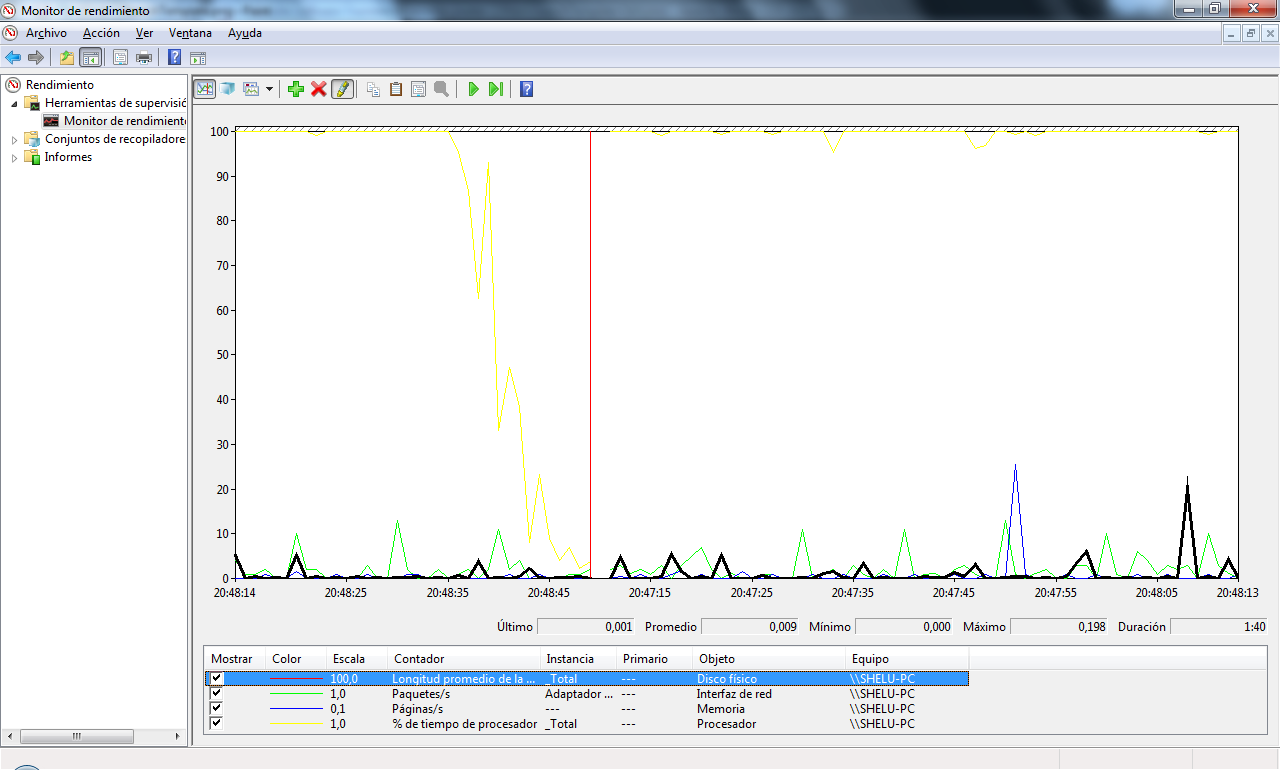 Monitor de rendimiento
Archivo Acción Ver Ventana Ayuda
Rendimiento
Herramientas de supervisió
Monitor de rendimiento
Conjuntos de recopiladore
Informes
100
90
80
70
60
50
40
30
20
10
0
20:48:14 20:48:25 20:48:35 20:48:45 20:47:15 20:47:25 20:47:35 20:47:45 20:47:55 20:48:05 20:48:13
Último 0,001 Promedio 0,009 Mínimo 0,000 Máximo 0,198 Duración 1:40
Mostrar Color Escala Contador Instancia Primario Objeto Equipo
100,0 Longitud promedio de la ... _Total --- Disco físico \\SHELU-PC
1,0 Paquetes/s Adaptador ... --- Interfaz de red \\SHELU-PC
0,1 Páginas/s --- --- Memoria \\SHELU-PC
1,0 % de tiempo de procesador _Total --- Procesador \\SHELU-PC